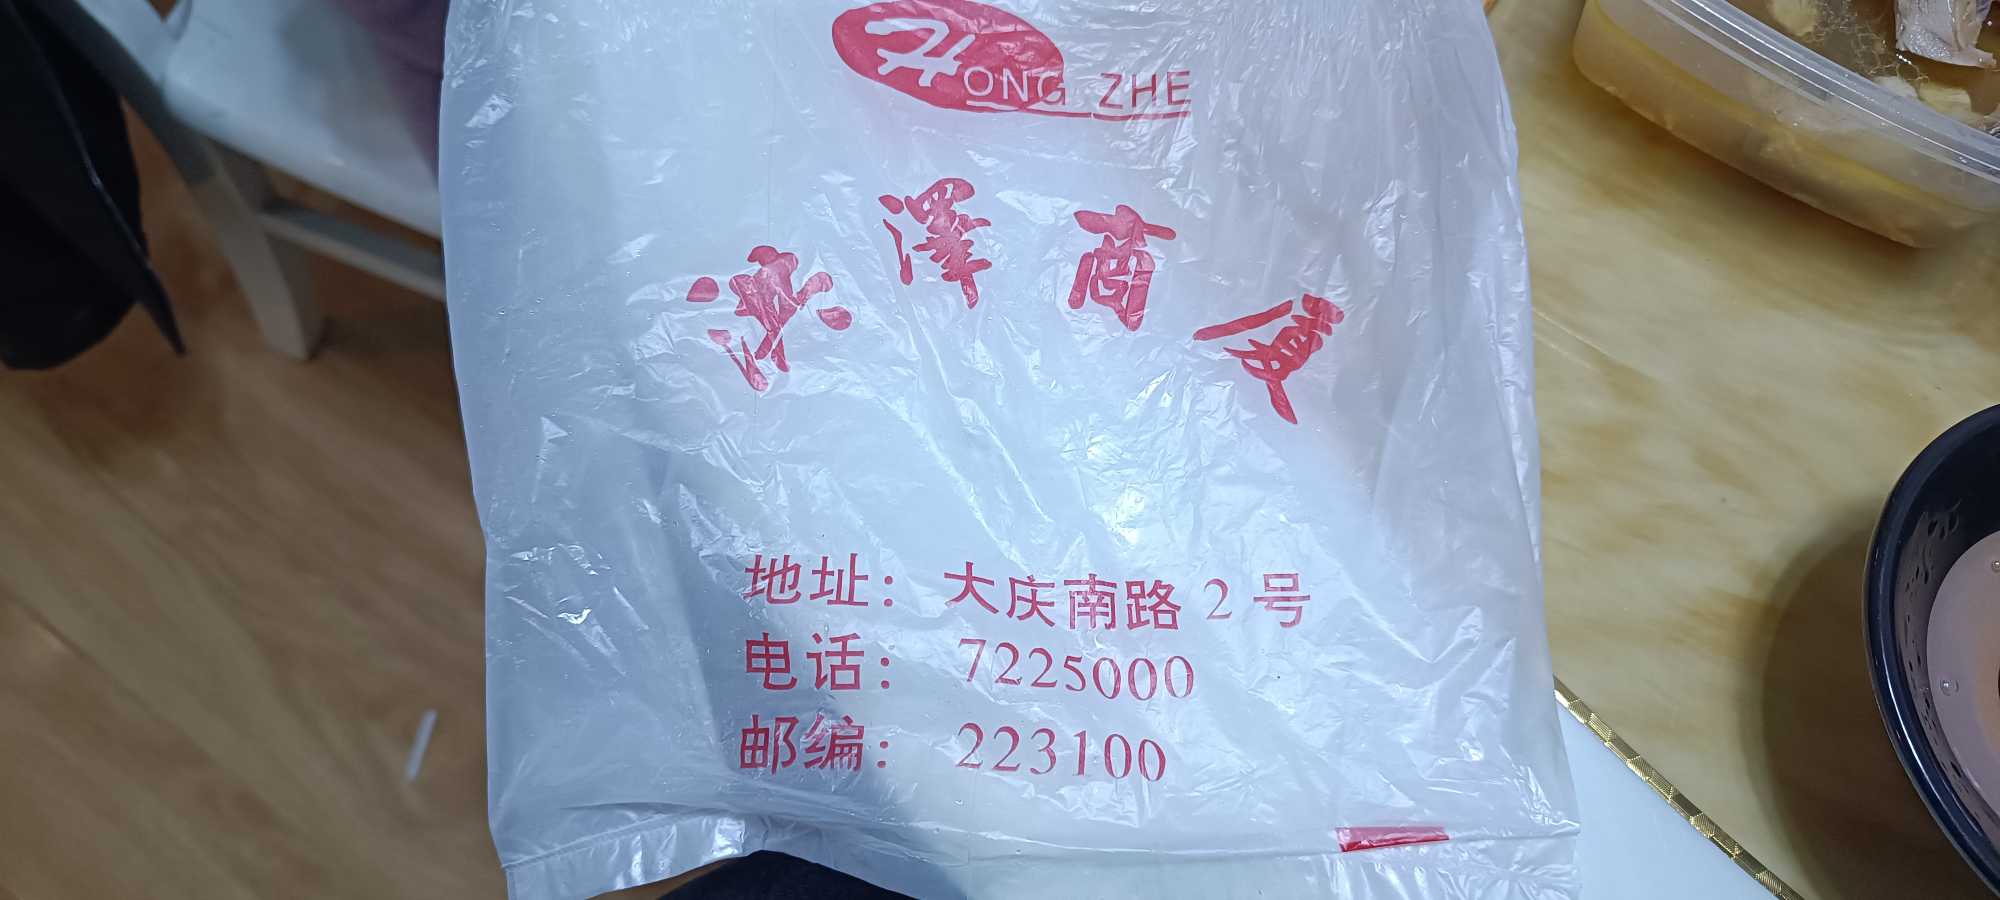 HONG ZHE
洪澤商厦
地址：大庆南路 2 号
电话：7225000
邮编：223100